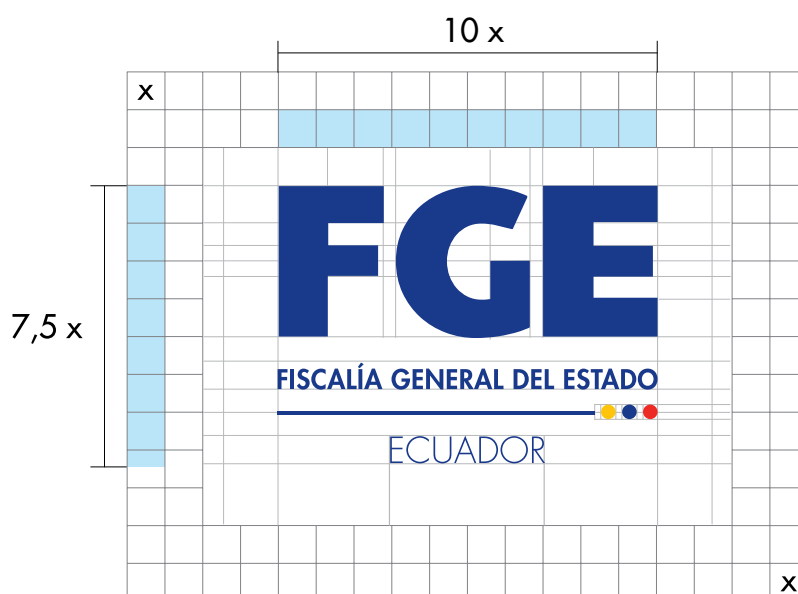 10 x
x
7,5 x
FGE
FISCALÍA GENERAL DEL ESTADO
ECUADOR
x